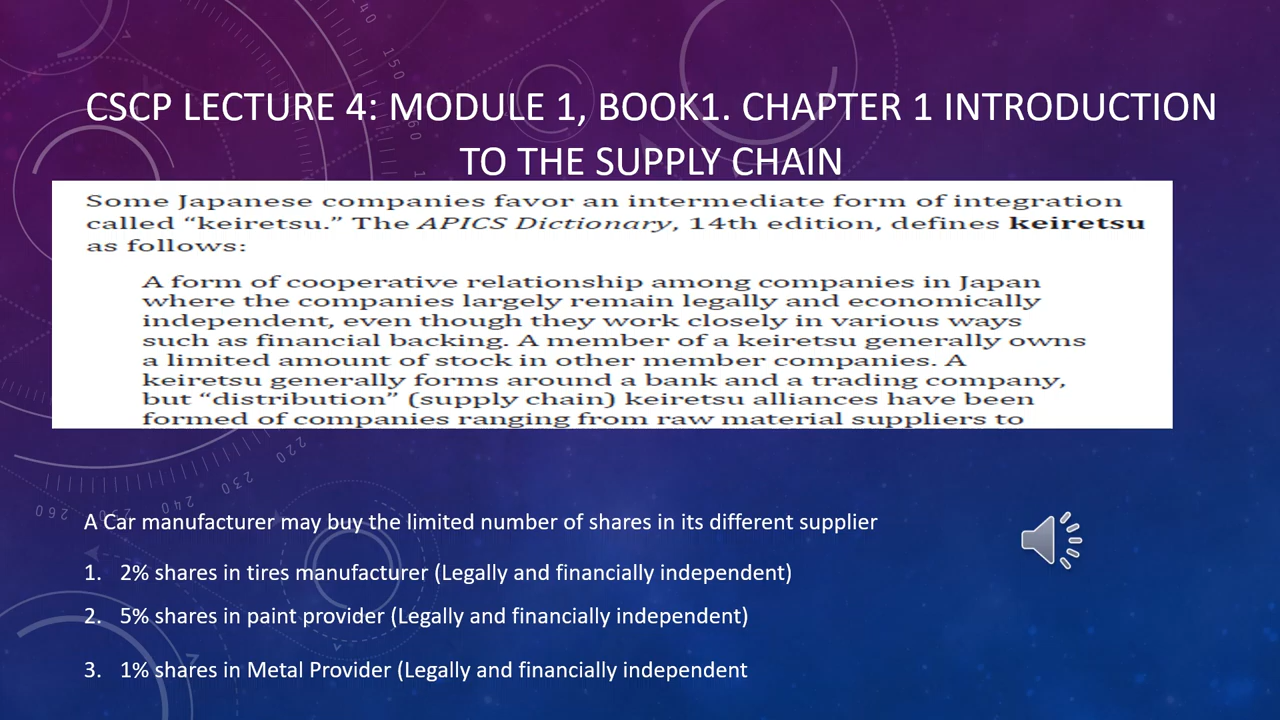 CSCP LECTURE 4: MODULE 1, BOOK1. CHAPTER 1 INTRODUCTION
TO THE SUPPLY CHAIN
Some Japanese companies favor an intermediate form of integration
called “keiretsu.” The APICS Dictionary, 14th edition, defines keiretsu
as follows:
A form of cooperative relationship among companies in Japan
where the companies largely remain legally and economically
independent, even though they work closely in various ways
such as financial backing. A member of a keiretsu generally owns
a limited amount of stock in other member companies. A
keiretsu generally forms around a bank and a trading company,
but “distribution” (supply chain) keiretsu alliances have been
formed of companies ranging from raw material suppliers to
A Car manufacturer may buy the limited number of shares in its different supplier
1. 2% shares in tires manufacturer (Legally and financially independent)
2. 5% shares in paint provider (Legally and financially independent)
3. 1% shares in Metal Provider (Legally and financially independent
140
150
220
230
240
260